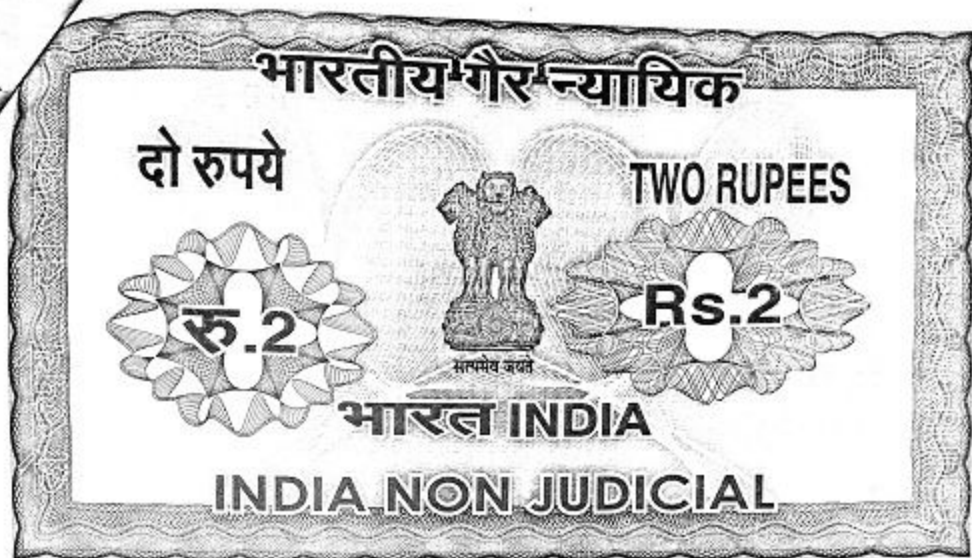 भारतीय गैर न्यायिक
दो रुपये
TWO RUPEES
रु.2
Rs.2
सत्यमेव जयते
भारत INDIA
INDIA NON JUDICIAL